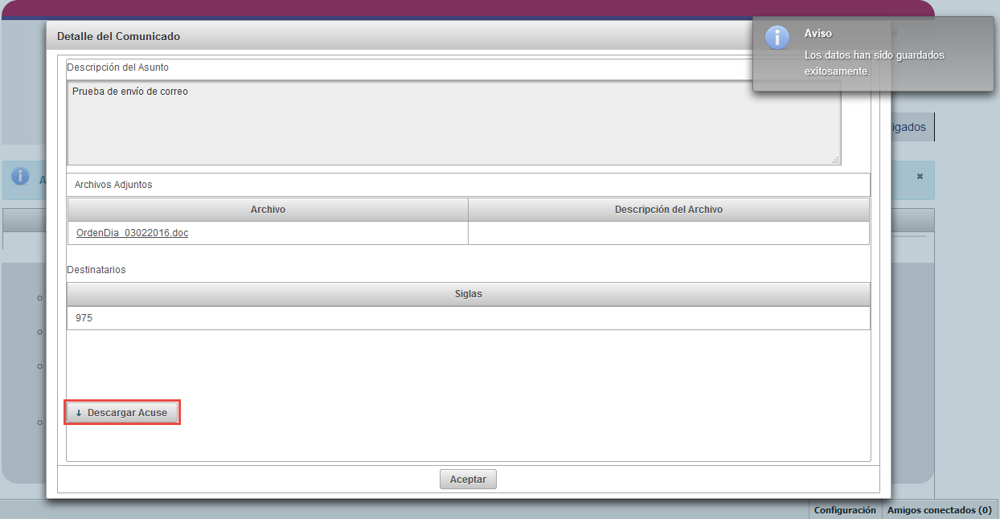 Detalle del Comunicado
Aviso
Los datos han sido guardados
exitosamente.
Descripción del Asunto
Prueba de envío de correo
igados
A
Archivos Adjuntos
Archivo
Descripción del Archivo
OrdenDia_03022016.doc
Destinatarios
Siglas
975
Descargar Acuse
Aceptar
Configuración
Amigos conectados (0)